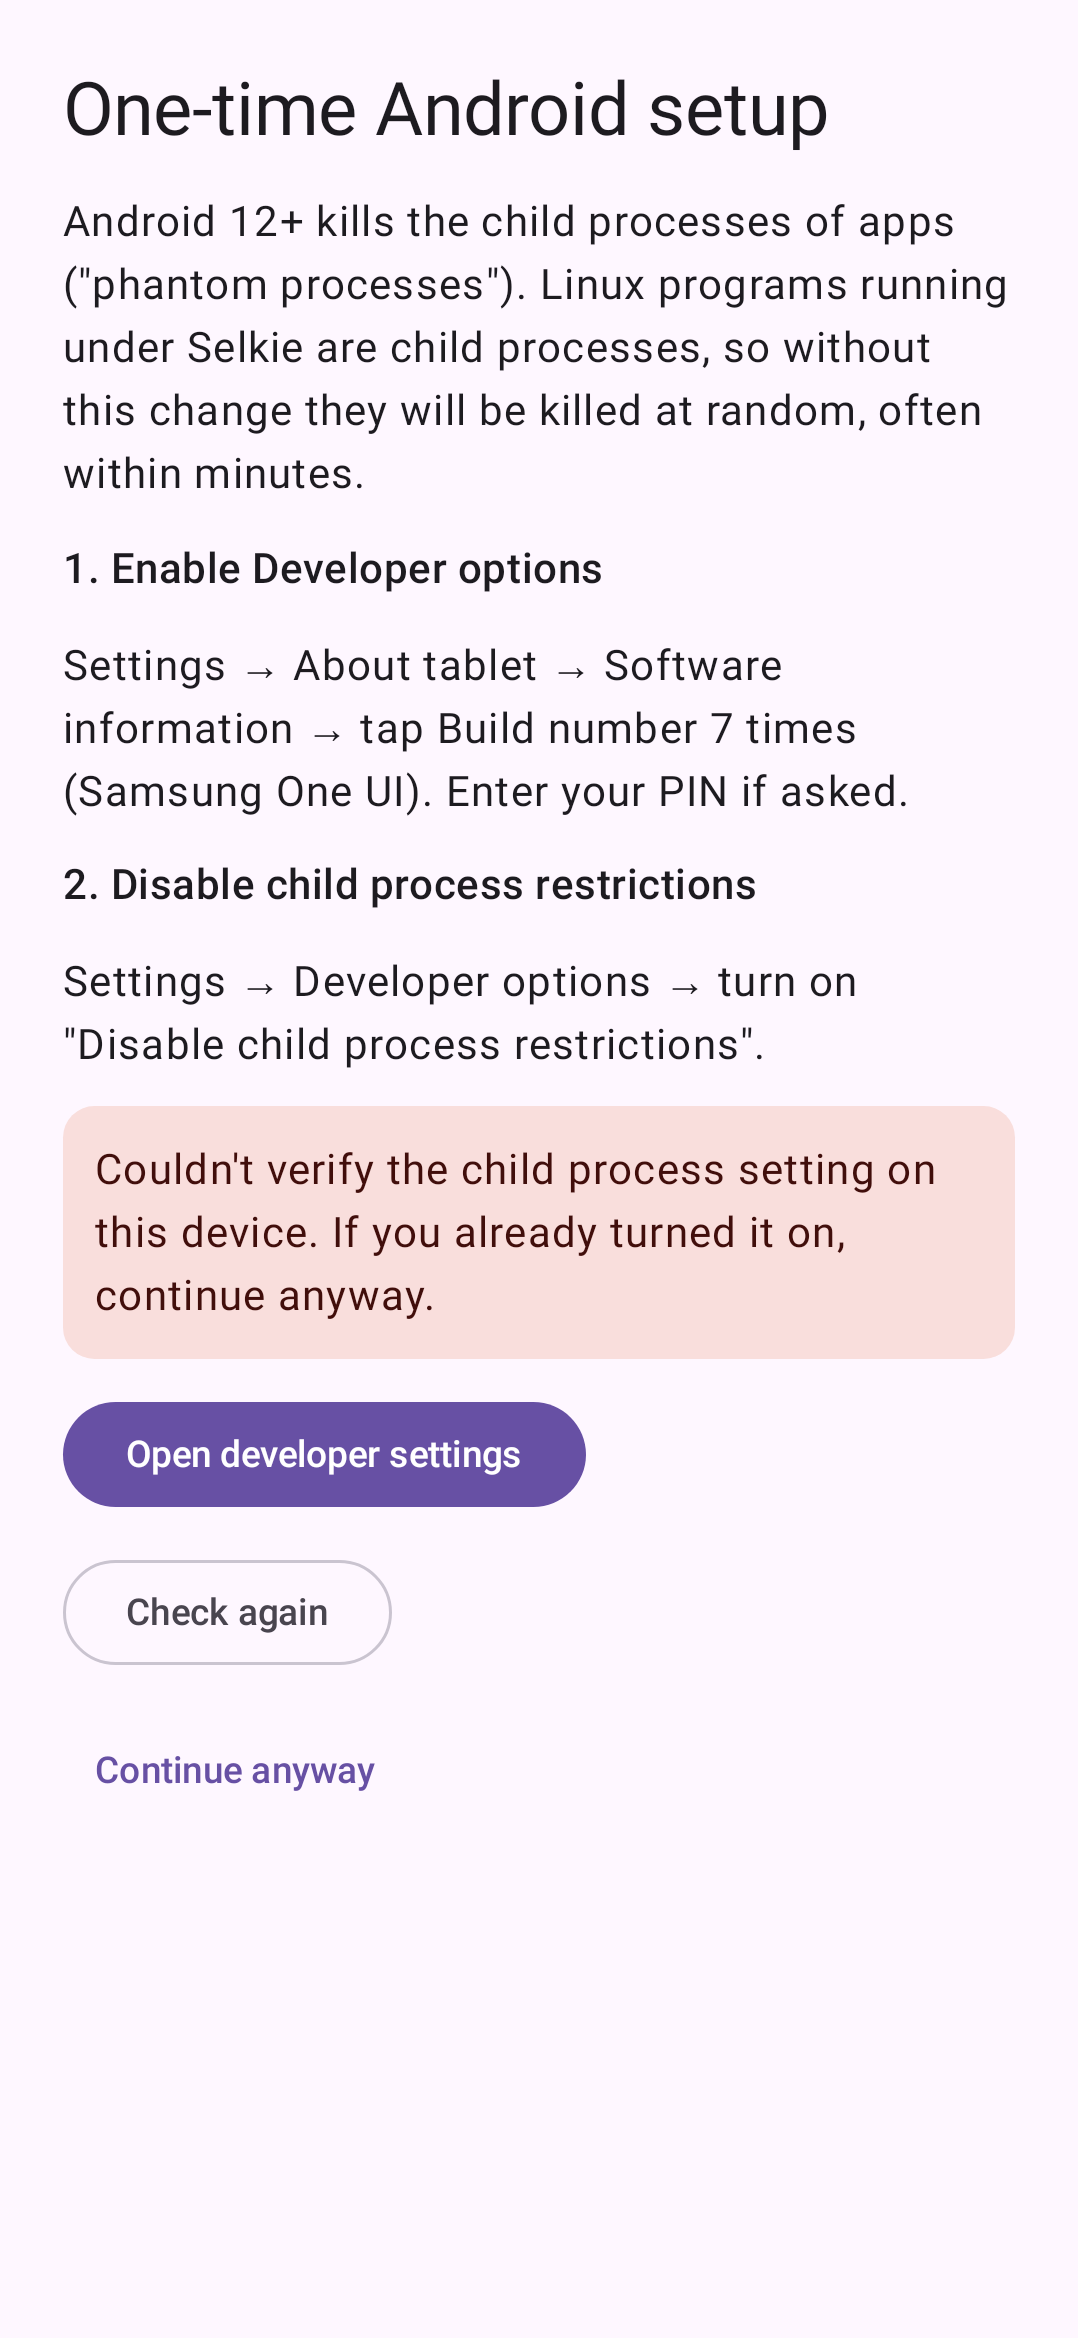 One-time Android setup
Android 12+ kills the child processes of apps
("phantom processes"). Linux programs running
under Selkie are child processes, so without
this change they will be killed at random, often
within minutes.
1. Enable Developer options
Settings → About tablet → Software
information → tap Build number 7 times
(Samsung One UI). Enter your PIN if asked.
2. Disable child process restrictions
Settings → Developer options → turn on
"Disable child process restrictions".
Couldn't verify the child process setting on
this device. If you already turned it on,
continue anyway.
Open developer settings
Check again
Continue anyway